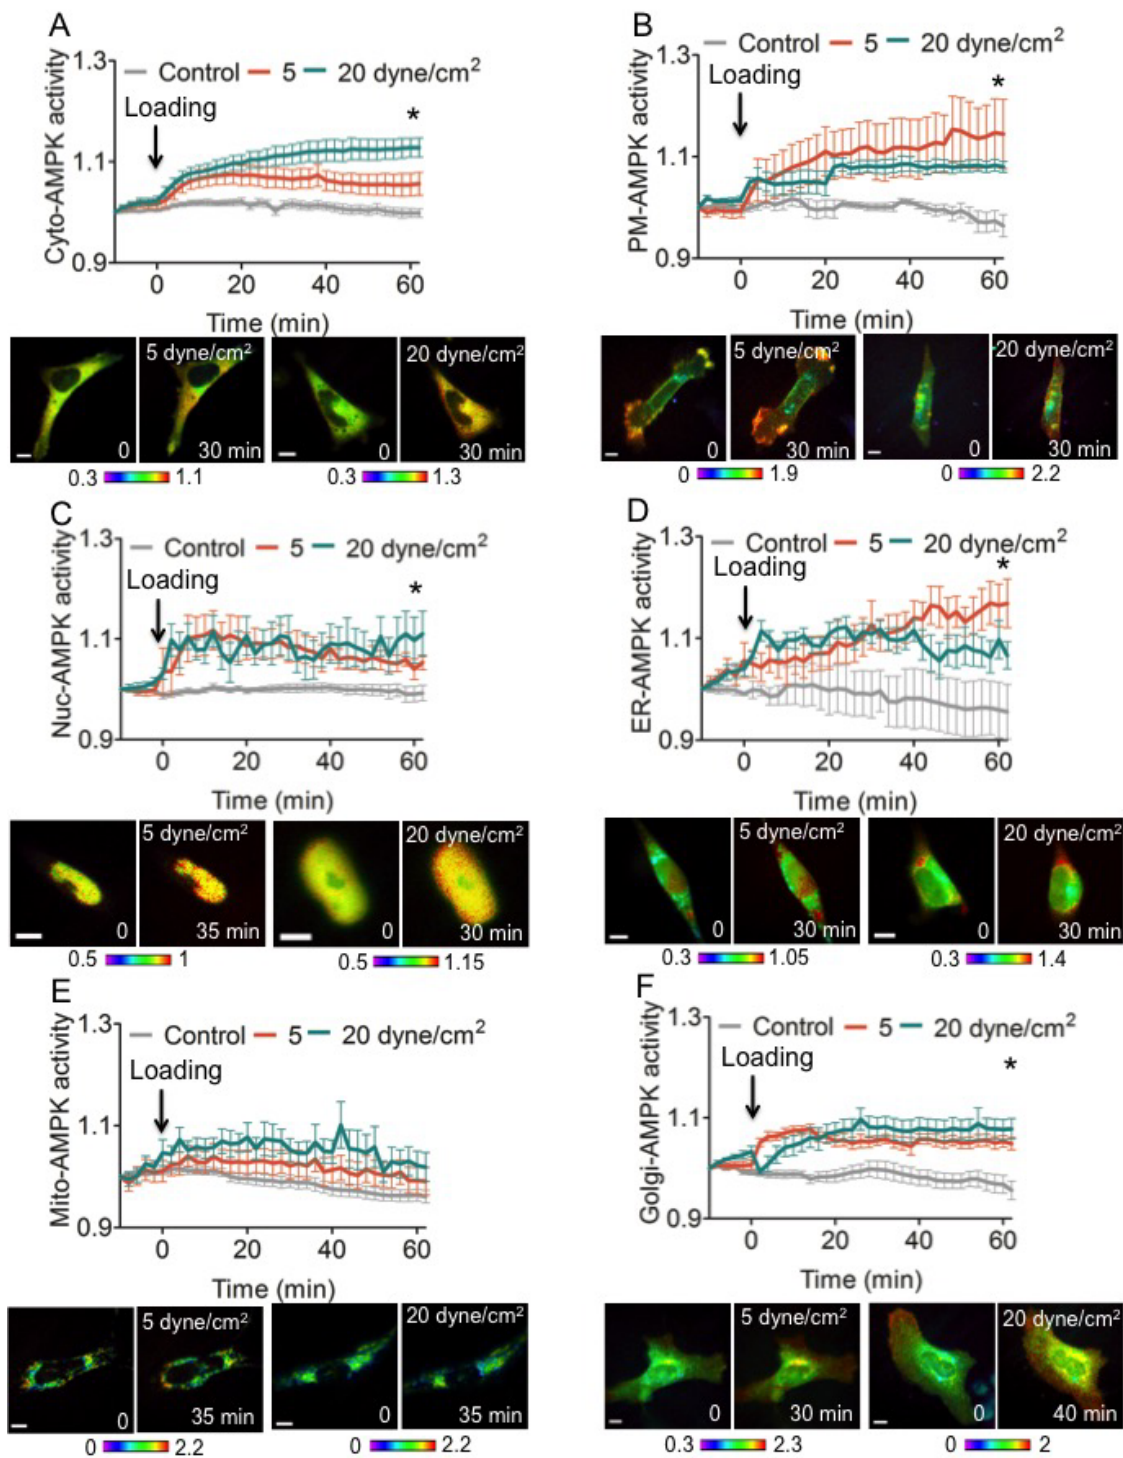 A
Control 5 20 dyne/cm²
Loading
*
Cyto-AMPK activity
1.3
1.1
0.9
0 20 40 60
Time (min)
5 dyne/cm² 20 dyne/cm²
0 30 min 0 30 min
0.3 1.1 0.3 1.3
B
Control 5 20 dyne/cm²
Loading
*
PM-AMPK activity
1.3
1.1
0.9
0 20 40 60
Time (min)
5 dyne/cm² 20 dyne/cm²
0 30 min 0 30 min
0 1.9 0 2.2
C
Control 5 20 dyne/cm²
Loading
*
Nuc-AMPK activity
1.3
1.1
0.9
0 20 40 60
Time (min)
5 dyne/cm² 20 dyne/cm²
0 35 min 0 30 min
0.5 1 0.5 1.15
D
Control 5 20 dyne/cm²
Loading
*
ER-AMPK activity
1.3
1.1
0.9
0 20 40 60
Time (min)
5 dyne/cm² 20 dyne/cm²
0 30 min 0 30 min
0.3 1.05 0.3 1.4
E
Control 5 20 dyne/cm²
Loading
Mito-AMPK activity
1.3
1.1
0.9
0 20 40 60
Time (min)
5 dyne/cm² 20 dyne/cm²
0 35 min 0 35 min
0 2.2 0 2.2
F
Control 5 20 dyne/cm²
Loading
*
Golgi-AMPK activity
1.3
1.1
0.9
0 20 40 60
Time (min)
5 dyne/cm² 20 dyne/cm²
0 30 min 0 40 min
0.3 2.3 0 2